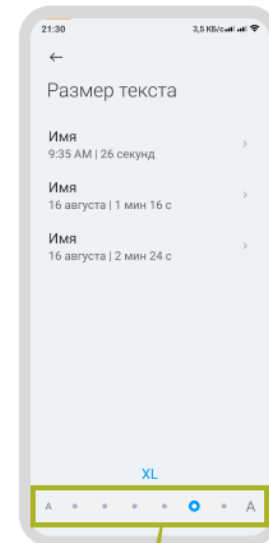 21:30 3,5 КБ/с
Размер текста
Имя
9:35 AM | 26 секунд
Имя
16 августа | 1 мин 16 с
Имя
16 августа | 2 мин 24 с
XL
A A